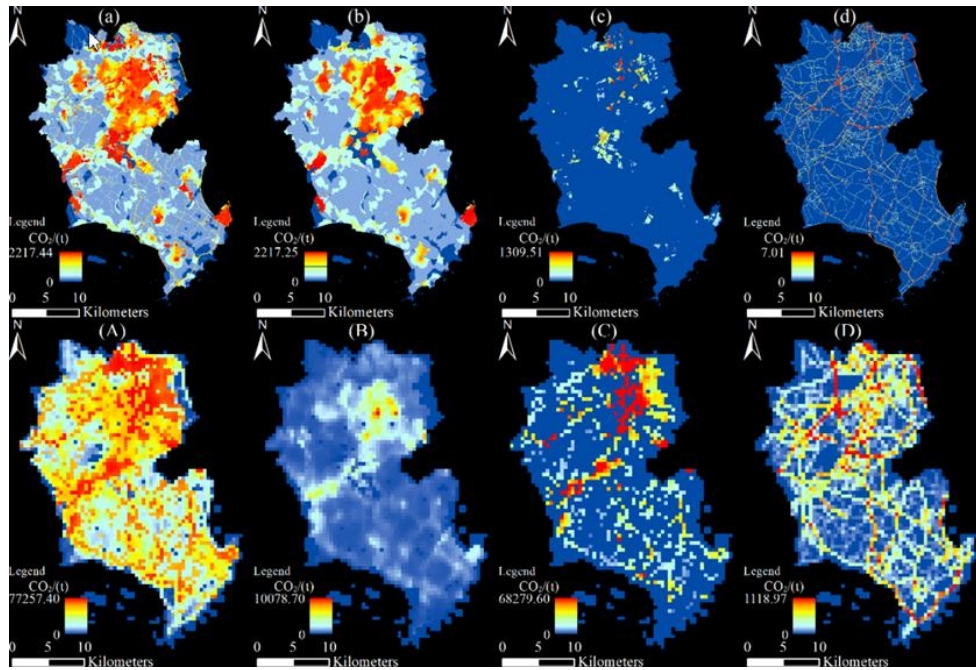 N
(a)
Legend
CO₂/(t)
2217.44
0
0 5 10
Kilometers
N
(b)
Legend
CO₂/(t)
2217.25
0
0 5 10
Kilometers
N
(c)
Legend
CO₂/(t)
1309.51
0
0 5 10
Kilometers
N
(d)
Legend
CO₂/(t)
7.01
0
0 5 10
Kilometers
N
(A)
Legend
CO₂/(t)
77257.40
0
0 5 10
Kilometers
N
(B)
Legend
CO₂/(t)
10078.70
0
0 5 10
Kilometers
N
(C)
Legend
CO₂/(t)
68279.60
0
0 5 10
Kilometers
N
(D)
Legend
CO₂/(t)
1118.97
0
0 5 10
Kilometers